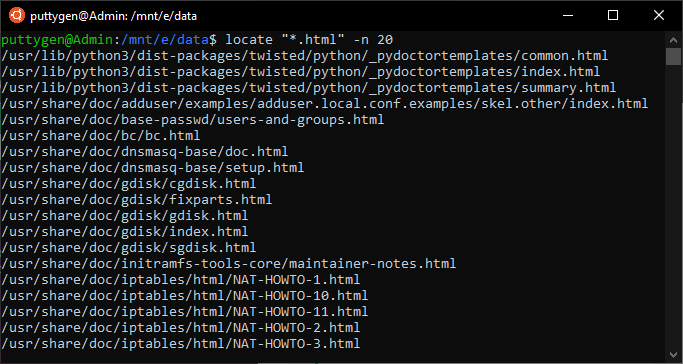 puttygen@Admin: /mnt/e/data
puttygen@Admin:/mnt/e/data$ locate "*.html" -n 20
/usr/lib/python3/dist-packages/twisted/python/_pydoctortemplates/common.html
/usr/lib/python3/dist-packages/twisted/python/_pydoctortemplates/index.html
/usr/lib/python3/dist-packages/twisted/python/_pydoctortemplates/summary.html
/usr/share/doc/adduser/examples/adduser.local.conf.examples/skel.other/index.html
/usr/share/doc/base-passwd/users-and-groups.html
/usr/share/doc/bc/bc.html
/usr/share/doc/dnsmasq-base/doc.html
/usr/share/doc/dnsmasq-base/setup.html
/usr/share/doc/gdisk/cgdisk.html
/usr/share/doc/gdisk/fixparts.html
/usr/share/doc/gdisk/gdisk.html
/usr/share/doc/gdisk/index.html
/usr/share/doc/gdisk/sgdisk.html
/usr/share/doc/initramfs-tools-core/maintainer-notes.html
/usr/share/doc/iptables/html/NAT-HOWTO-1.html
/usr/share/doc/iptables/html/NAT-HOWTO-10.html
/usr/share/doc/iptables/html/NAT-HOWTO-11.html
/usr/share/doc/iptables/html/NAT-HOWTO-2.html
/usr/share/doc/iptables/html/NAT-HOWTO-3.html